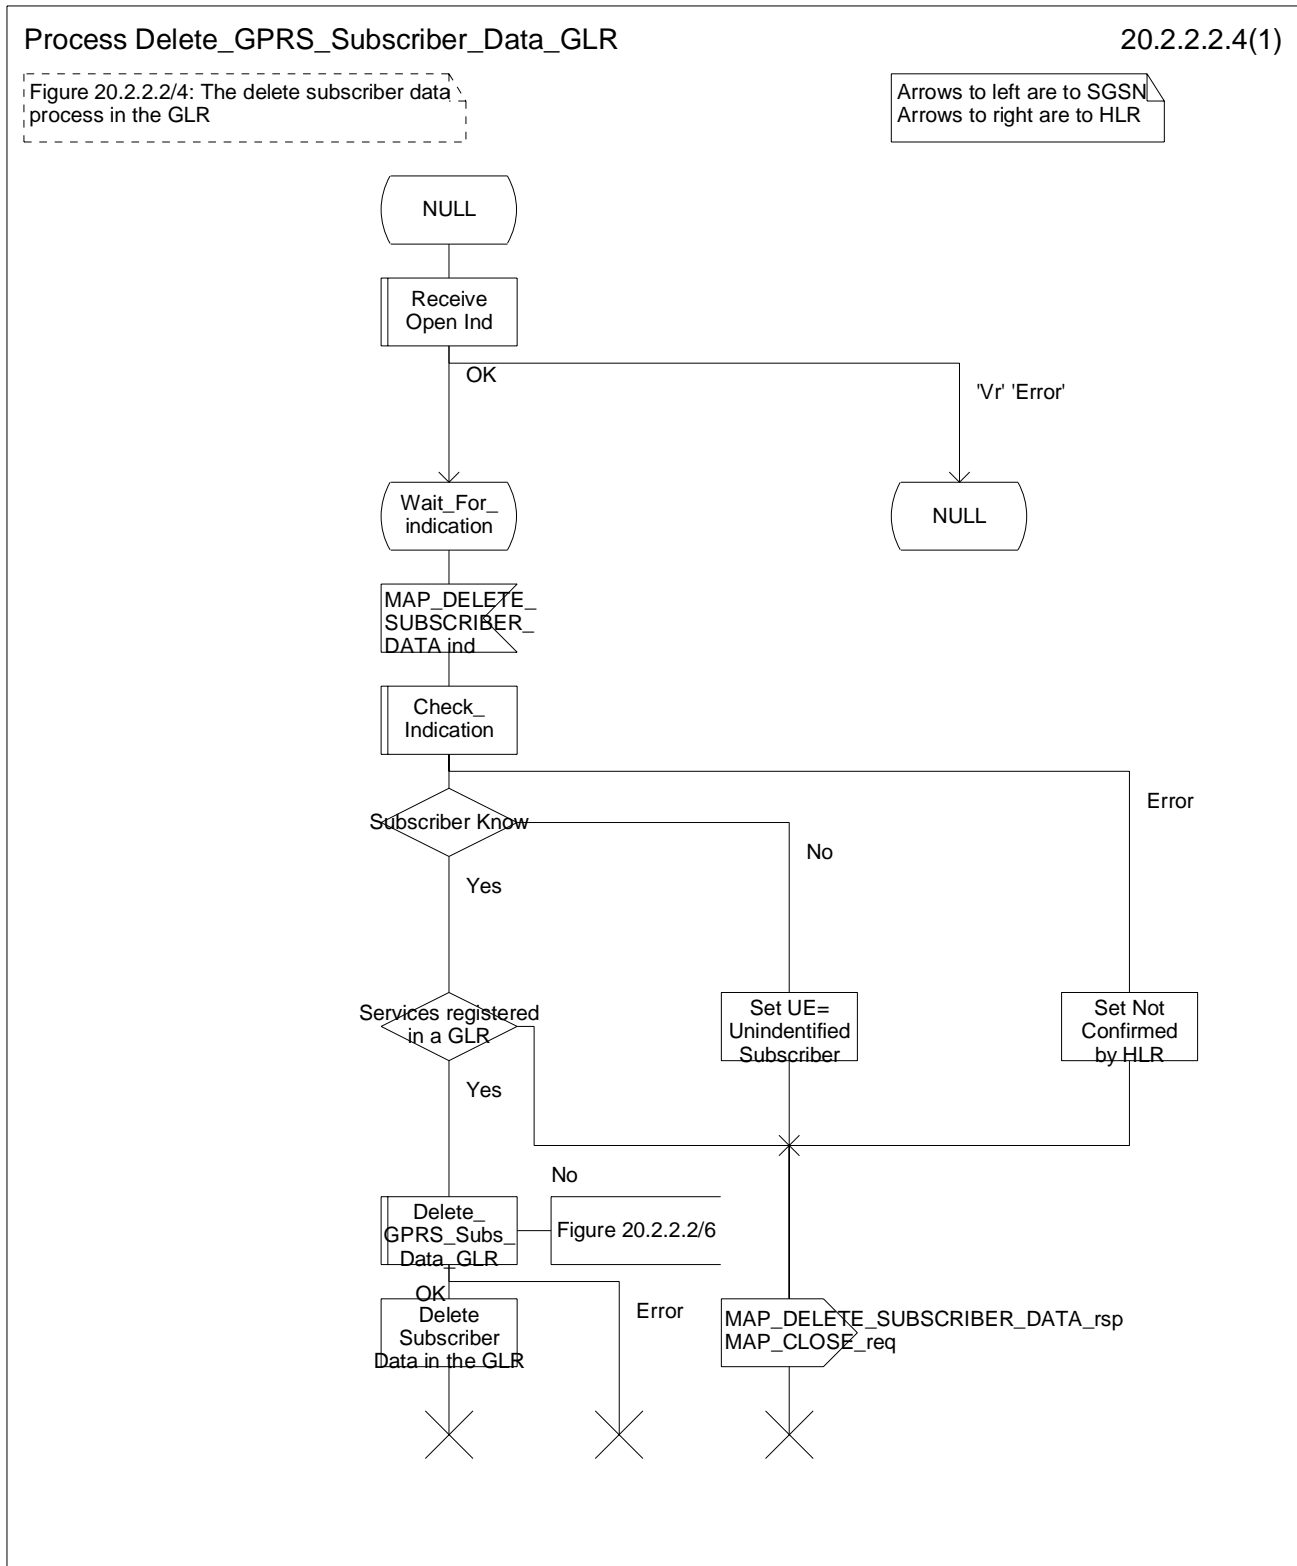 Process Delete_GPRS_Subscriber_Data_GLR
20.2.2.2.4(1)
Figure 20.2.2.2/4: The delete subscriber data
process in the GLR
Arrows to left are to SGSN
Arrows to right are to HLR
NULL
Receive
Open Ind
OK
'Vr' 'Error'
Wait_For_
indication
NULL
MAP_DELETE_
SUBSCRIBER_
DATA ind
Check_
Indication
Error
Subscriber Know
No
Yes
Services registered
in a GLR
Set UE=
Unindentified
Subscriber
Set Not
Confirmed
by HLR
Yes
No
Delete_
GPRS_Subs_
Data_GLR
Figure 20.2.2.2/6
OK
Error
Delete
Subscriber
Data in the GLR
MAP_DELETE_SUBSCRIBER_DATA_rsp
MAP_CLOSE_req